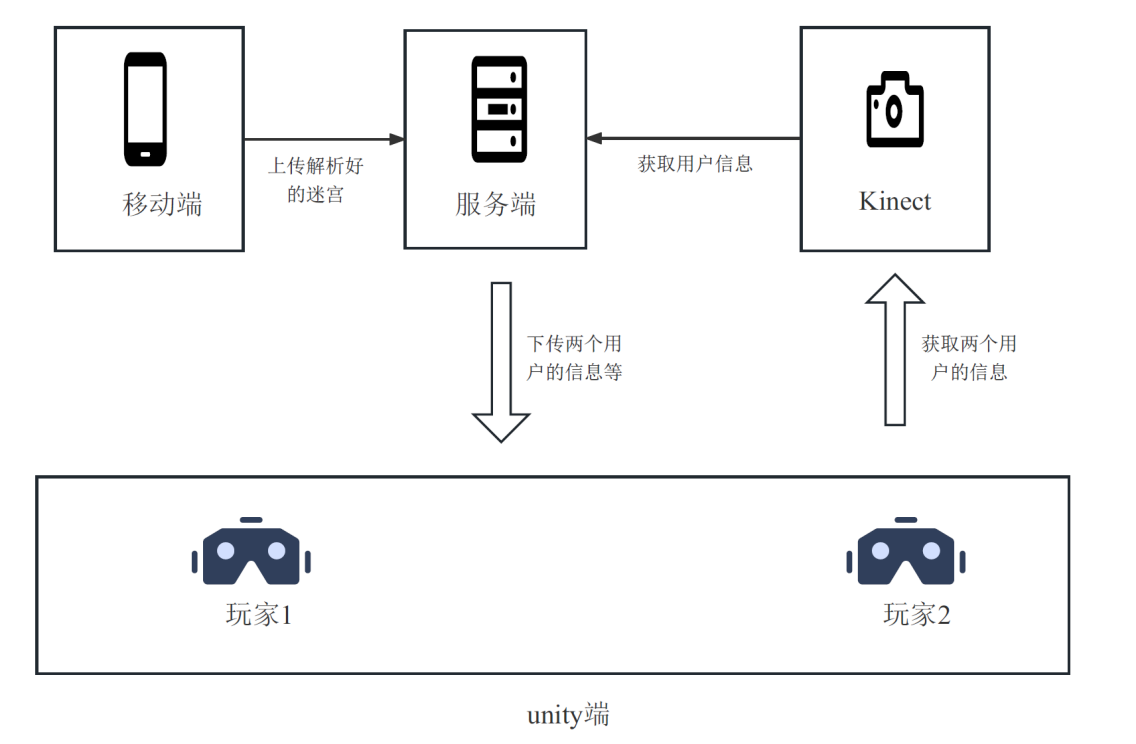 移动端
上传解析好
的迷宫
服务端
获取用户信息
Kinect
下传两个用
户的信息等
获取两个用
户的信息
玩家1
玩家2
unity端